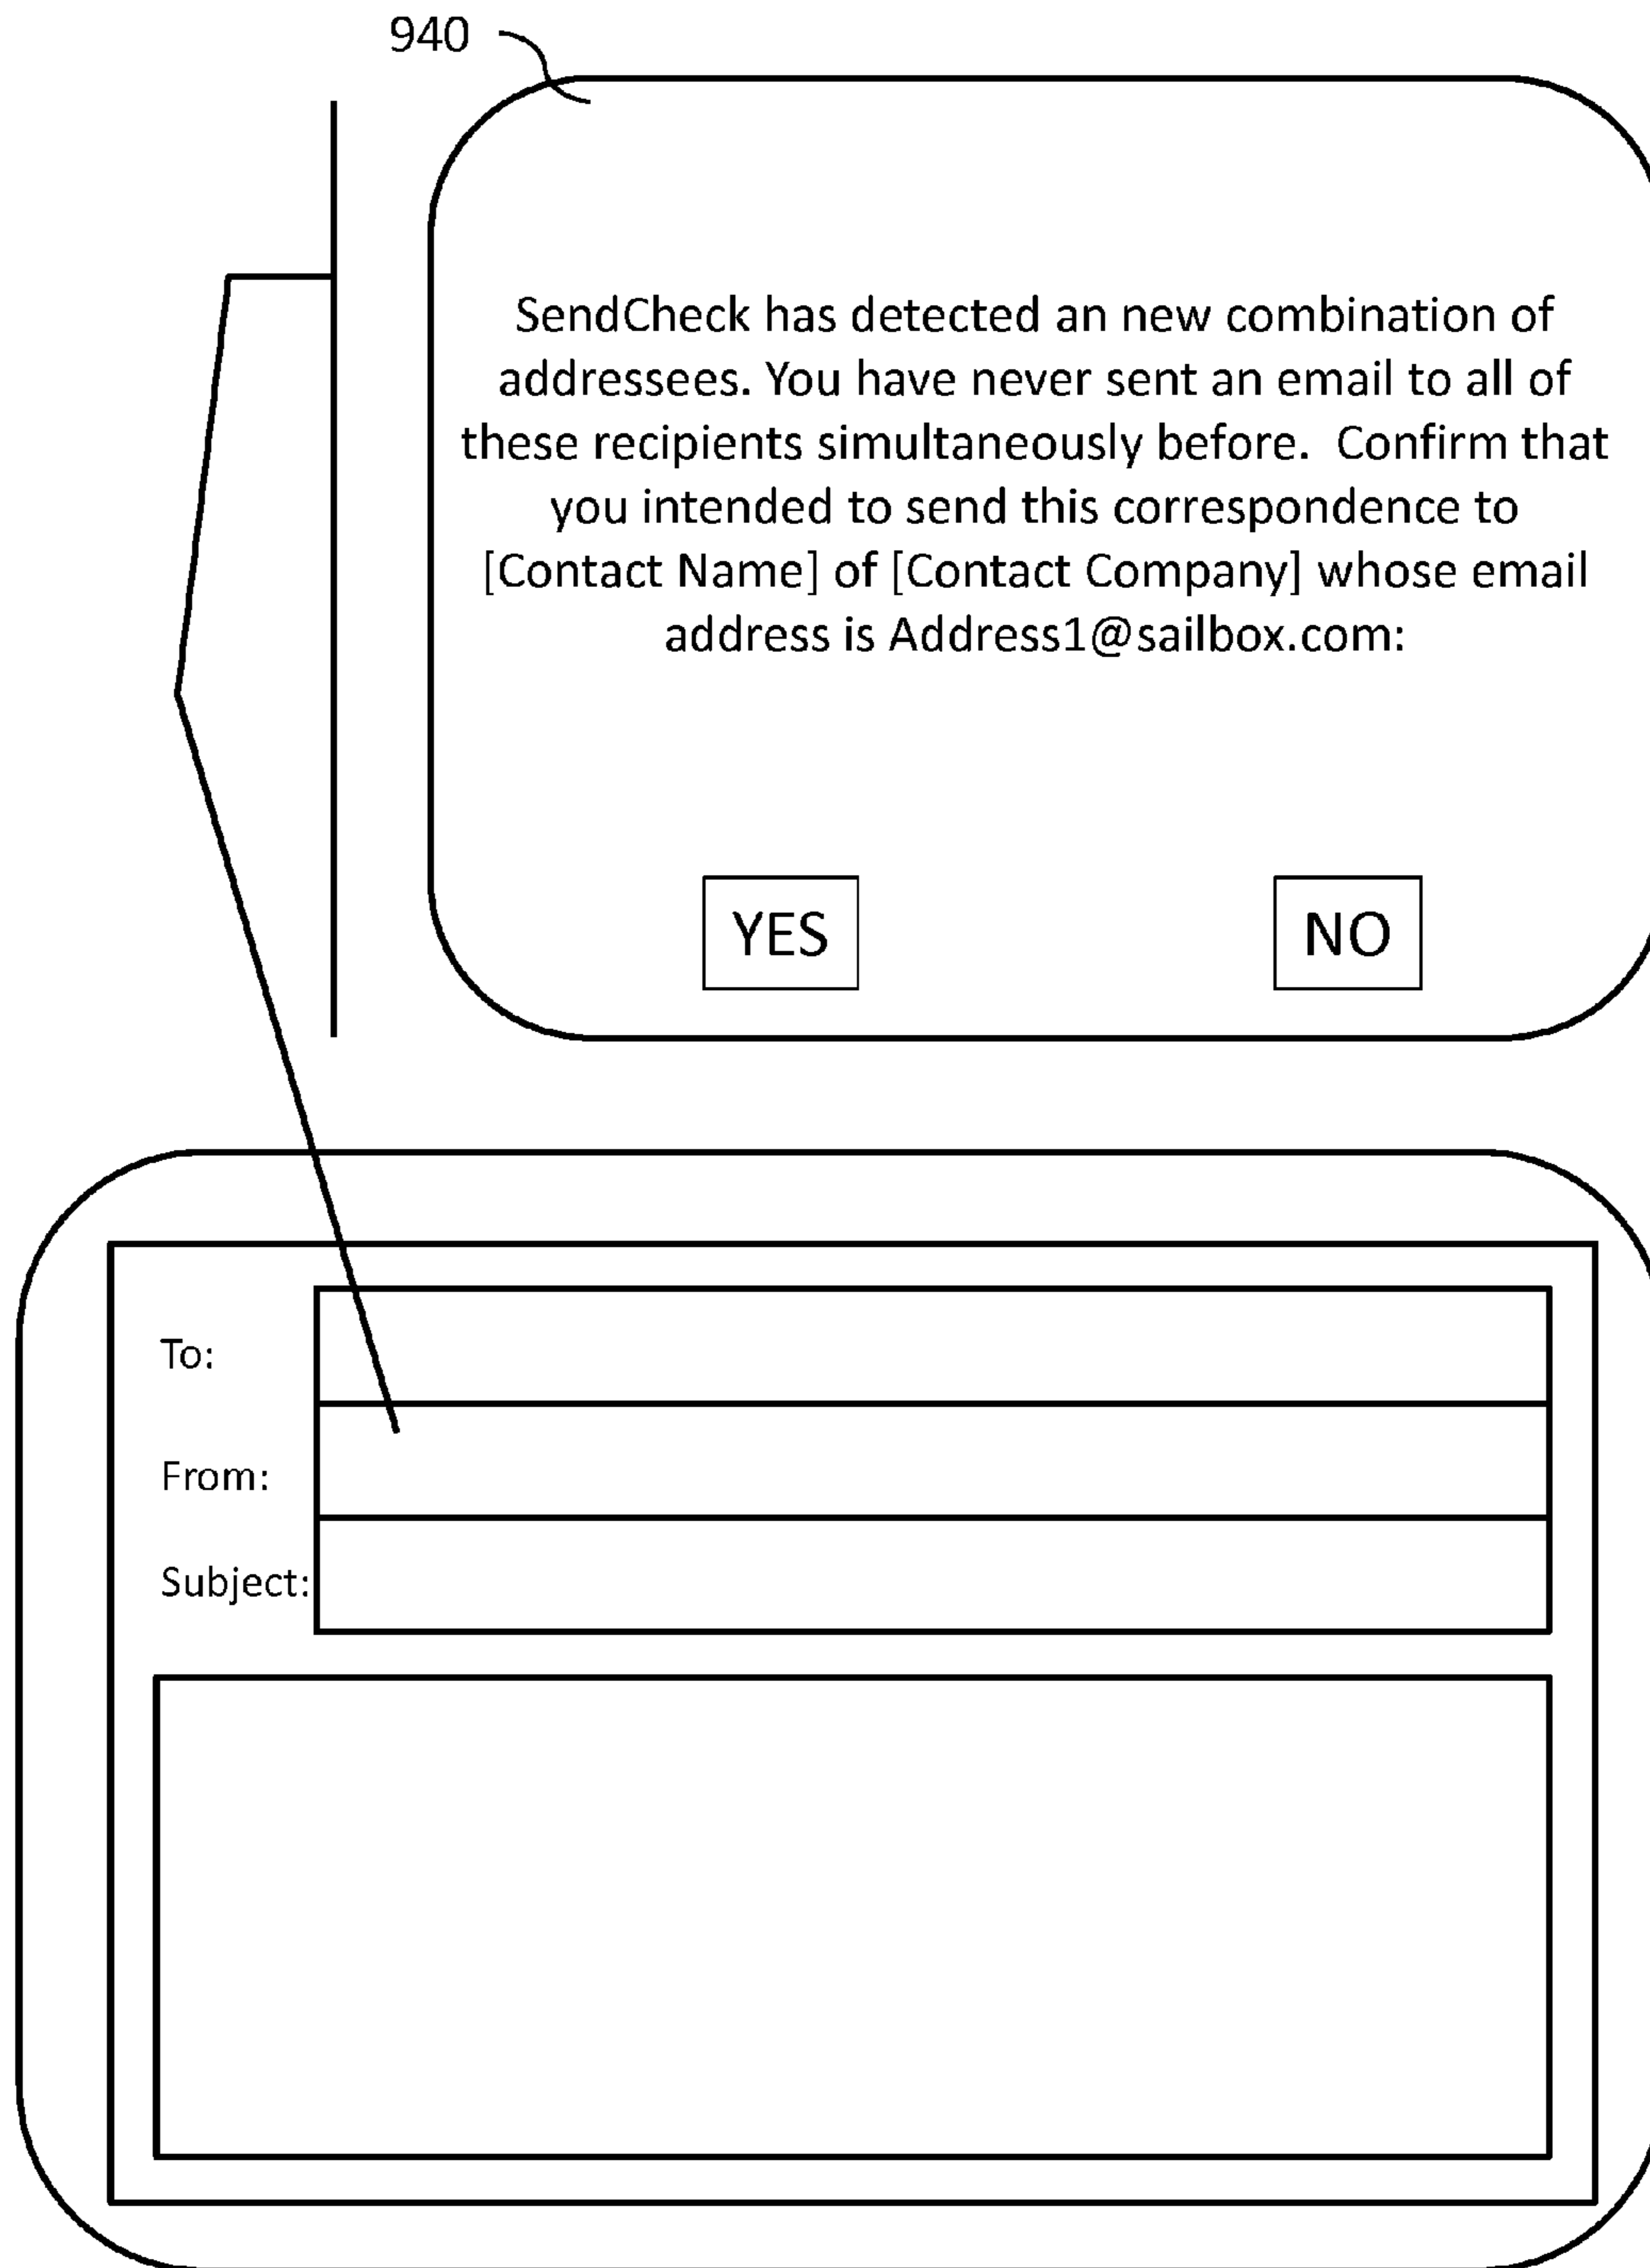 940
SendCheck has detected an new combination of
addressees. You have never sent an email to all of
these recipients simultaneously before.  Confirm that
you intended to send this correspondence to
[Contact Name] of [Contact Company] whose email
address is Address1@sailbox.com:
YES NO
To:
From:
Subject: